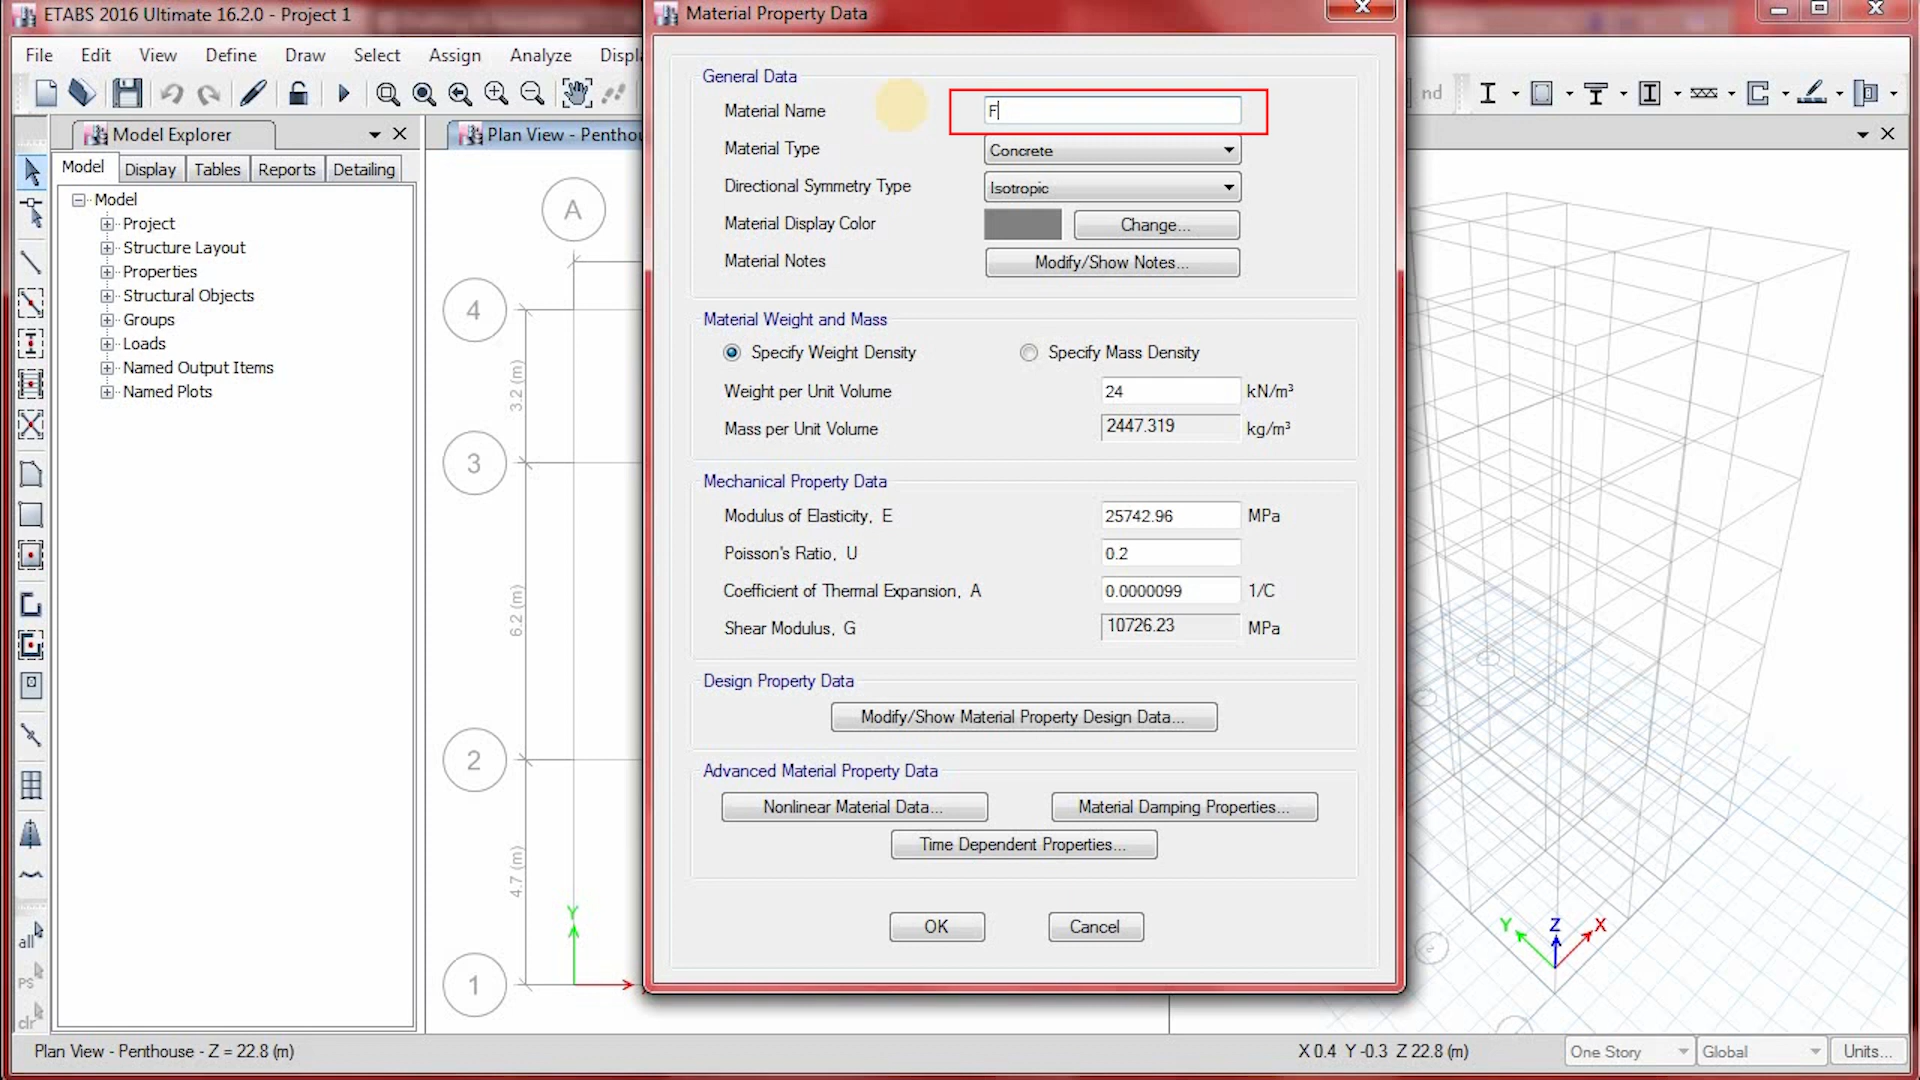 ETABS 2016 Ultimate 16.2.0 - Project 1
Material Property Data
File Edit View Define Draw Select Assign Analyze
nd
Model Explorer
Plan View - Penthou
Model Display Tables Reports Detailing
Model
Project
Structure Layout
Properties
Structural Objects
Groups
Loads
Named Output Items
Named Plots
all
PS
clr
A
4
3
2
1
3.2 (m)
6.2 (m)
4.7 (m)
Y
General Data
Material Name F
Material Type Concrete
Directional Symmetry Type Isotropic
Material Display Color Change...
Material Notes Modify/Show Notes...
Material Weight and Mass
Specify Weight Density Specify Mass Density
Weight per Unit Volume 24 kN/m³
Mass per Unit Volume 2447.319 kg/m³
Mechanical Property Data
Modulus of Elasticity, E 25742.96 MPa
Poisson's Ratio, U 0.2
Coefficient of Thermal Expansion, A 0.0000099 1/C
Shear Modulus, G 10726.23 MPa
Design Property Data
Modify/Show Material Property Design Data...
Advanced Material Property Data
Nonlinear Material Data... Material Damping Properties...
Time Dependent Properties...
OK Cancel
Y Z X
Plan View - Penthouse - Z = 22.8 (m)
X 0.4 Y -0.3 Z 22.8 (m)
One Story Global Units...